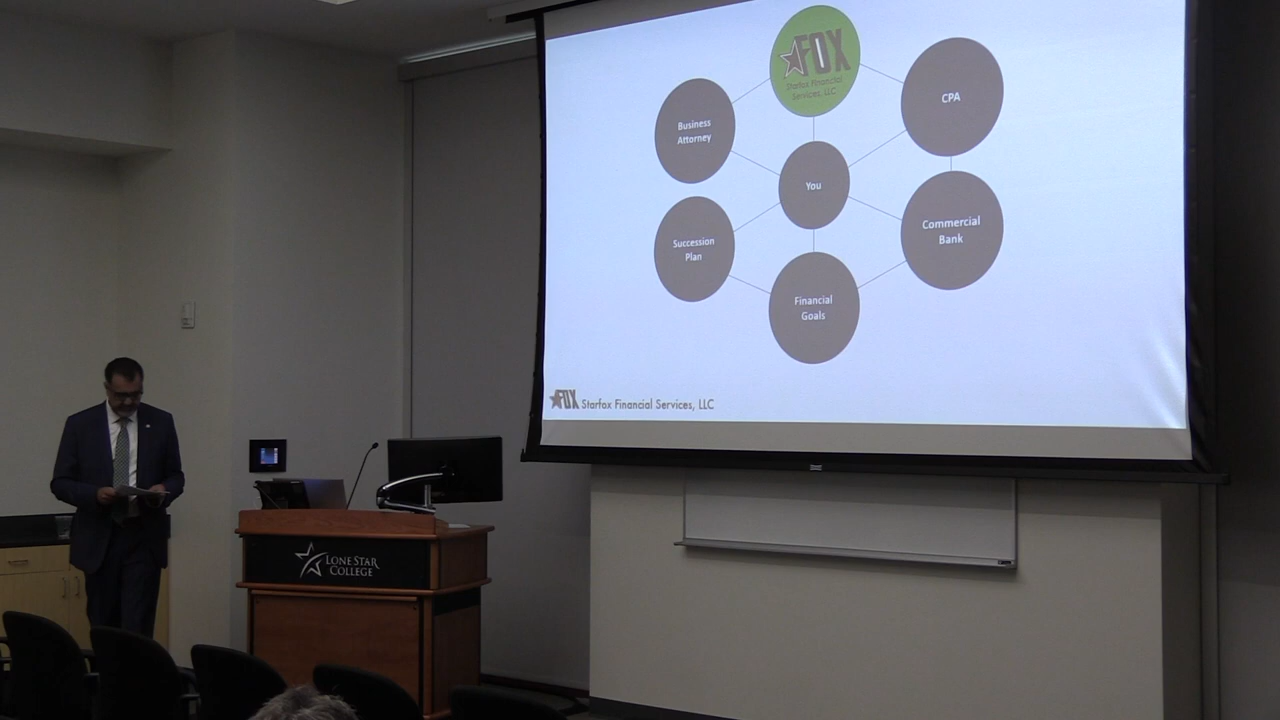 FOX
Starfox Financial
Services, LLC
CPA
Business
Attorney
You
Commercial
Bank
Succession
Plan
Financial
Goals
FOX Starfox Financial Services, LLC
LONE STAR
COLLEGE